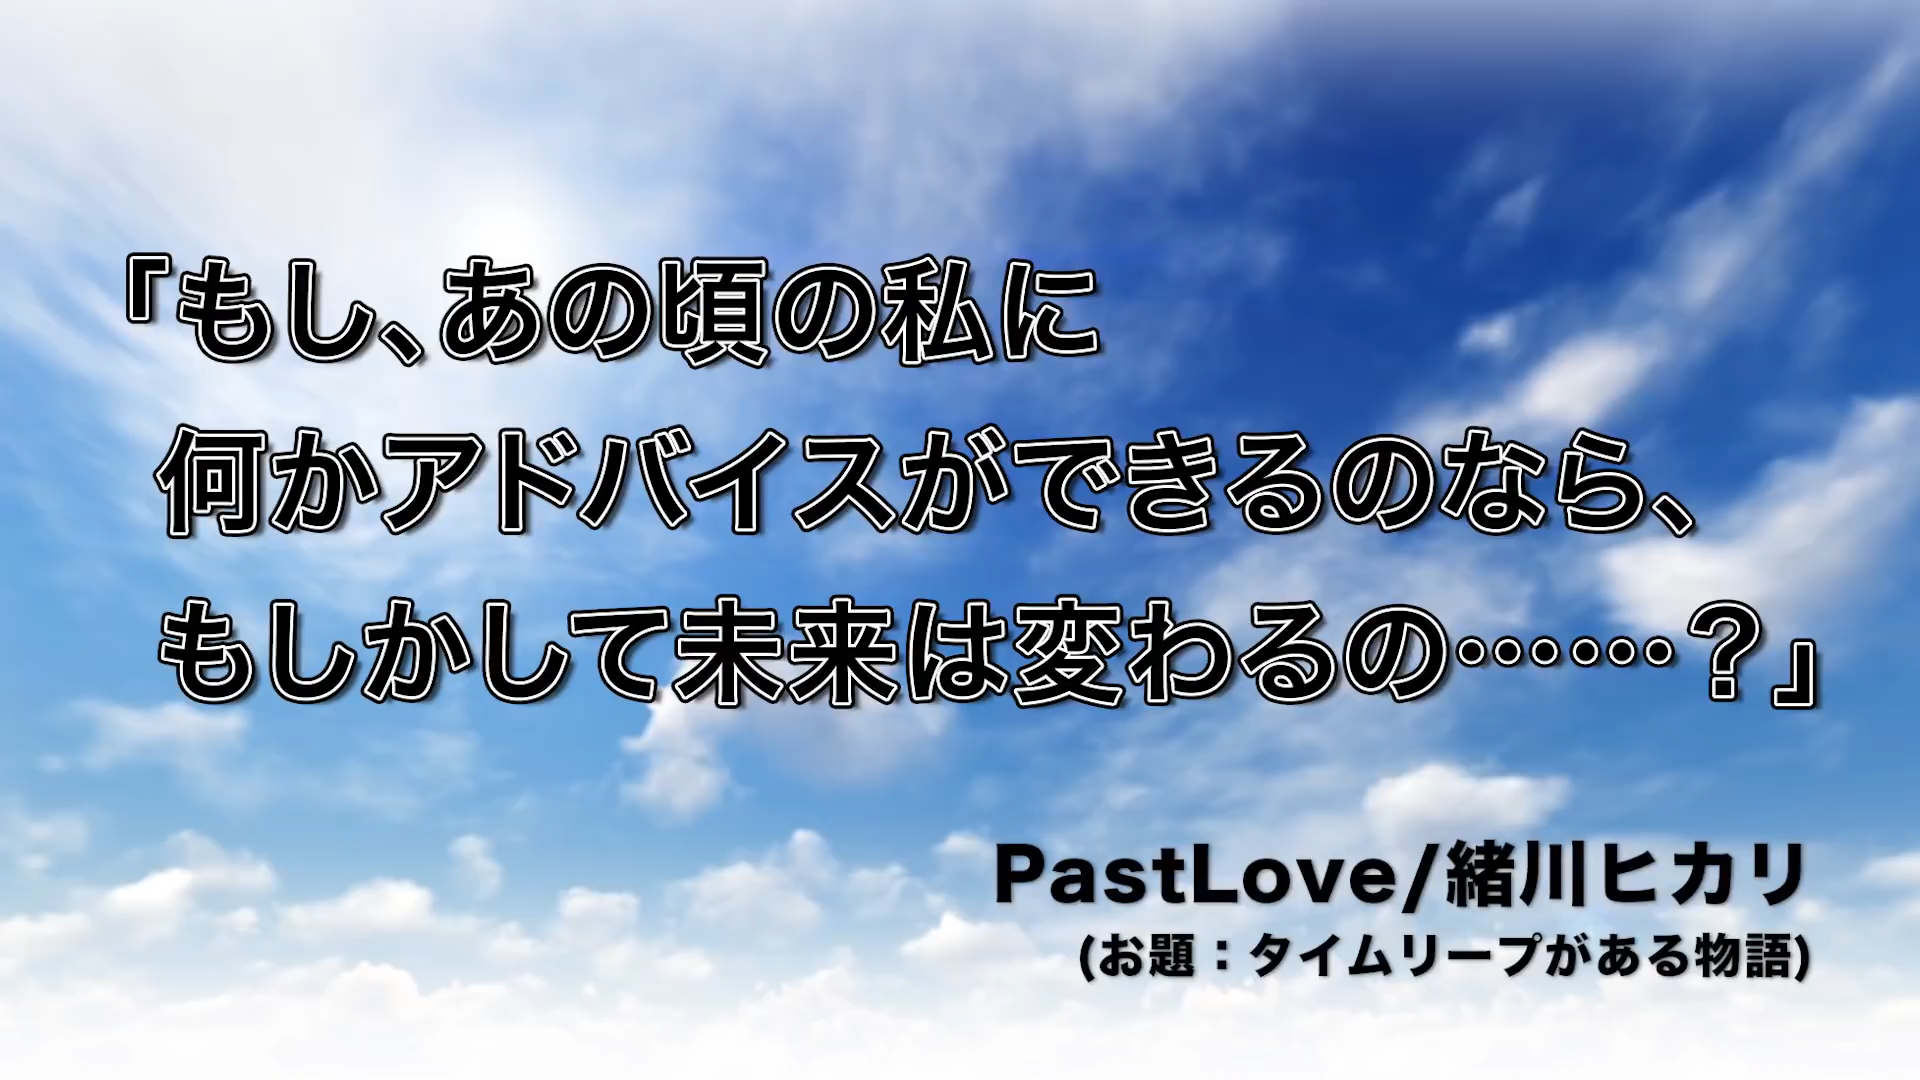 「もし、あの頃の私に
何かアドバイスができるのなら、
もしかして未来は変わるの……？」
PastLove/緒川ヒカリ
(お題：タイムリープがある物語)